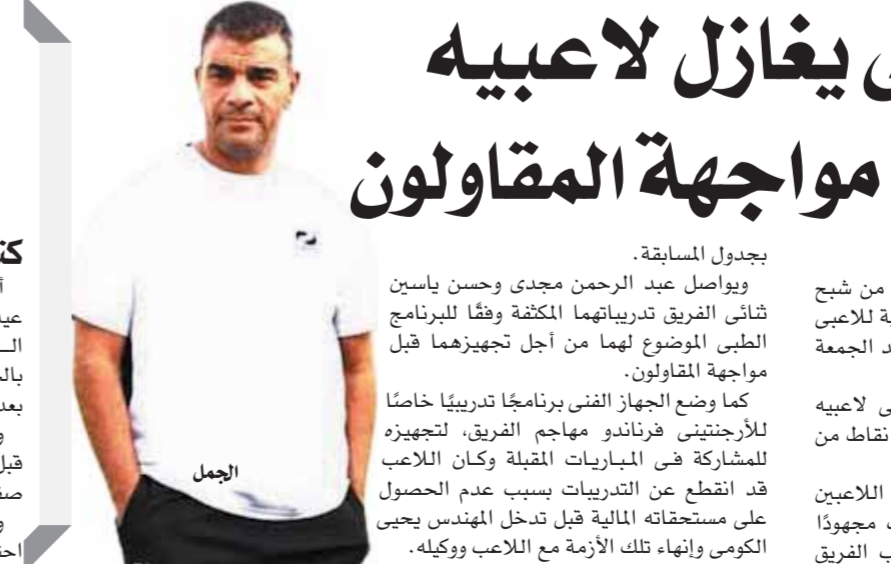 يغازل لاعبيه
مواجهة المقاولون
من شبح
ة للاعبى
د الجمعة
ى لاعبيه
نقاط من
اللاعبين
ت مجهودًا
ب الفريق
بجدول المسابقة.
ويواصل عبد الرحمن مجدى وحسن ياسين
ثنائى الفريق تدريباتهما المكثفة وفقًا للبرنامج
الطبى الموضوع لهما من أجل تجهيزهما قبل
مواجهة المقاولون.
كما وضع الجهاز الفنى برنامجًا تدريبيًا خاصًا
للأرجنتينى فرناندو مهاجم الفريق، لتجهيزه
للمشاركة فى المباريات المقبلة وكان اللاعب
قد انقطع عن التدريبات بسبب عدم الحصول
على مستحقاته المالية قبل تدخل المهندس يحيى
الكومى وإنهاء تلك الأزمة مع اللاعب ووكيله.
الجمل